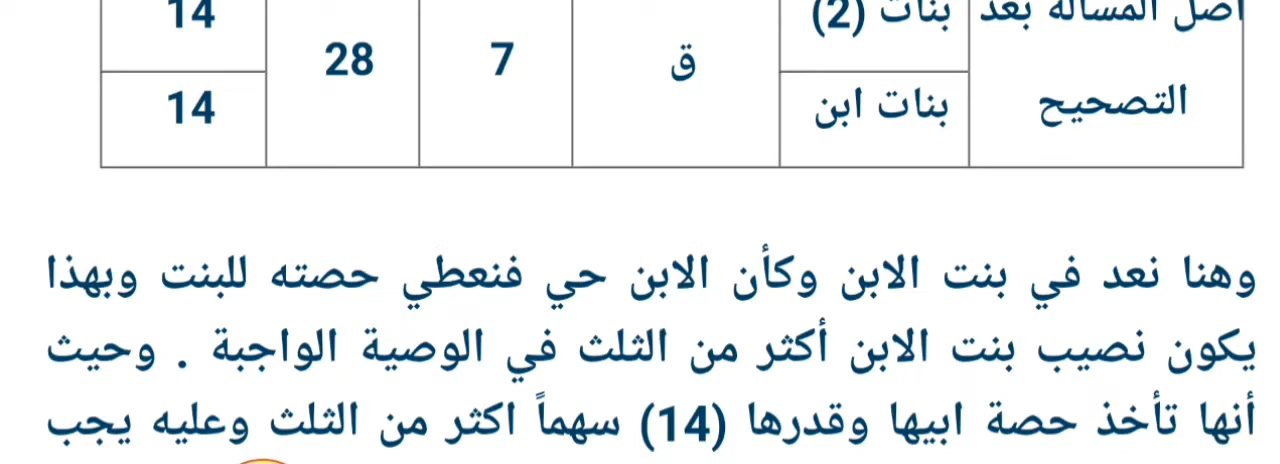 اصل المسألة بعد بنات (2) 14
ق 7 28
التصحيح بنات ابن 14
وهنا نعد في بنت الابن وكأن الابن حي فنعطي حصته للبنت وبهذا
يكون نصيب بنت الابن أكثر من الثلث في الوصية الواجبة . وحيث
أنها تأخذ حصة ابيها وقدرها (14) سهماً اكثر من الثلث وعليه يجب